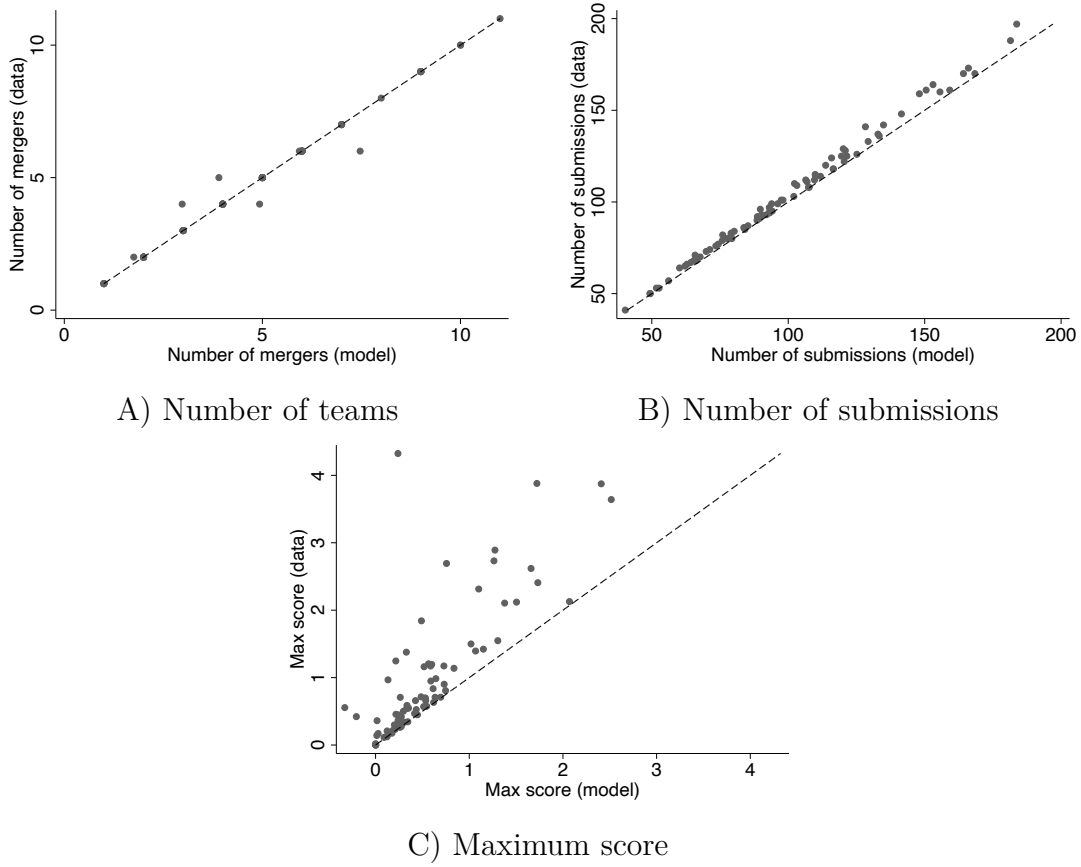 Number of mergers (data)
10
5
0
0
5
10
Number of mergers (model)
A) Number of teams
Number of submissions (data)
200
150
100
50
50
100
150
200
Number of submissions (model)
B) Number of submissions
Max score (data)
4
3
2
1
0
0
1
2
3
4
Max score (model)
C) Maximum score